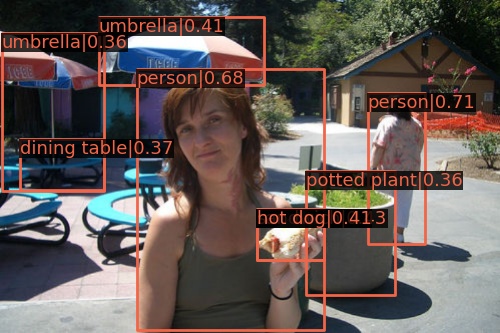 umbrella|0.41
umbrella|0.36
person|0.68
person|0.71
dining table|0.37
potted plant|0.36
hot dog|0.413